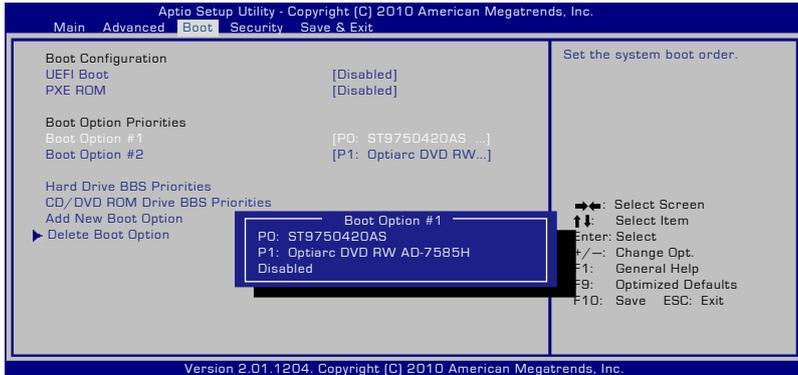 Aptio Setup Utility - Copyright (C) 2010 American Megatrends, Inc.
Main Advanced Boot Security Save & Exit
Boot Configuration
UEFI Boot [Disabled]
PXE ROM [Disabled]
Boot Option Priorities
Boot Option #1 [P0: ST9750420AS ...]
Boot Option #2 [P1: Optiarc DVD RW...]
Hard Drive BBS Priorities
CD/DVD ROM Drive BBS Priorities
Add New Boot Option
Delete Boot Option
Boot Option #1
P0: ST9750420AS
P1: Optiarc DVD RW AD-7585H
Disabled
Set the system boot order.
→←: Select Screen
↑↓: Select Item
Enter: Select
+/—: Change Opt.
F1: General Help
F9: Optimized Defaults
F10: Save ESC: Exit
Version 2.01.1204. Copyright (C) 2010 American Megatrends, Inc.